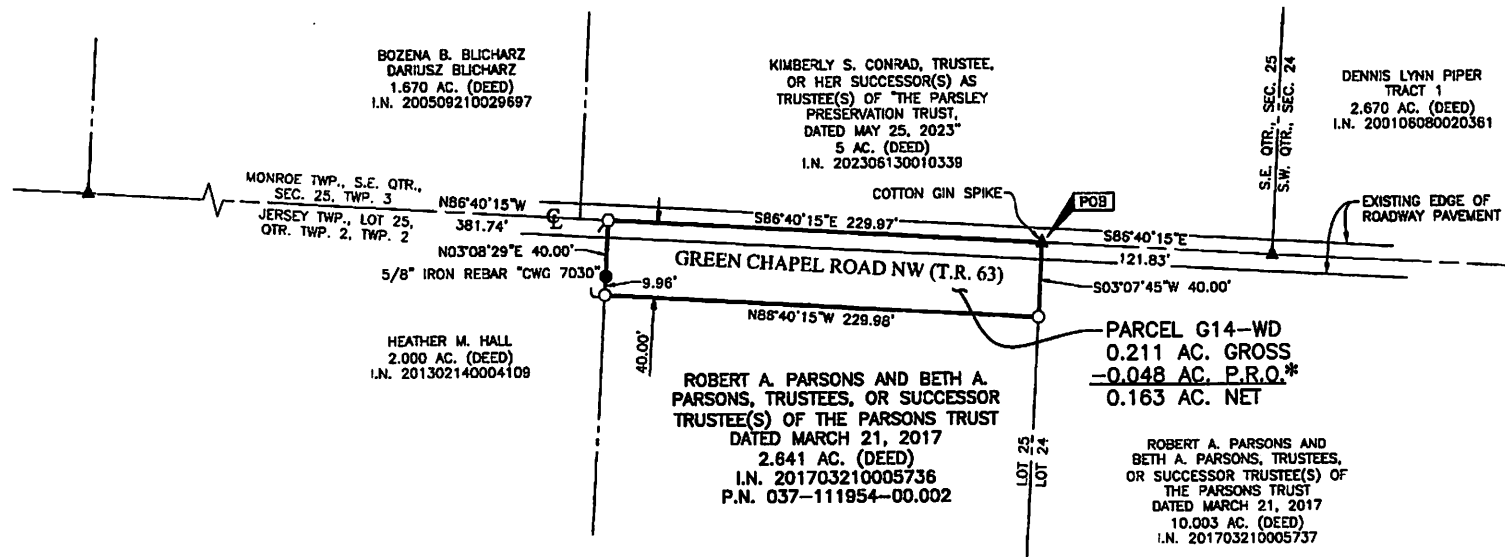 BOZENA B. BLICHARZ
DARIUSZ BLICHARZ
1.670 AC. (DEED)
I.N. 200509210029697
KIMBERLY S. CONRAD, TRUSTEE,
OR HER SUCCESSOR(S) AS
TRUSTEE(S) OF "THE PARSLEY
PRESERVATION TRUST,
DATED MAY 25, 2023"
5 AC. (DEED)
I.N. 202306130010339
S.E. QTR., SEC. 25
S.W. QTR., SEC. 24
DENNIS LYNN PIPER
TRACT 1
2.670 AC. (DEED)
I.N. 200106080020361
MONROE TWP., S.E. QTR.,
SEC. 25, TWP. 3
JERSEY TWP., LOT 25,
QTR. TWP. 2, TWP. 2
N86°40'15"W
381.74'
℄
COTTON GIN SPIKE
POB
S86°40'15"E 229.97'
S86°40'15"E
121.83'
EXISTING EDGE OF
ROADWAY PAVEMENT
N03°08'29"E 40.00'
5/8" IRON REBAR "CWG 7030"
9.96'
GREEN CHAPEL ROAD NW (T.R. 63)
S03°07'45"W 40.00'
N86°40'15"W 229.98'
40.00'
PARCEL G14-WD
0.211 AC. GROSS
-0.048 AC. P.R.O.*
0.163 AC. NET
HEATHER M. HALL
2.000 AC. (DEED)
I.N. 201302140004109
ROBERT A. PARSONS AND BETH A.
PARSONS, TRUSTEES, OR SUCCESSOR
TRUSTEE(S) OF THE PARSONS TRUST
DATED MARCH 21, 2017
2.641 AC. (DEED)
I.N. 201703210005736
P.N. 037-111954-00.002
LOT 25
LOT 24
ROBERT A. PARSONS AND
BETH A. PARSONS, TRUSTEES,
OR SUCCESSOR TRUSTEE(S) OF
THE PARSONS TRUST
DATED MARCH 21, 2017
10.003 AC. (DEED)
I.N. 201703210005737